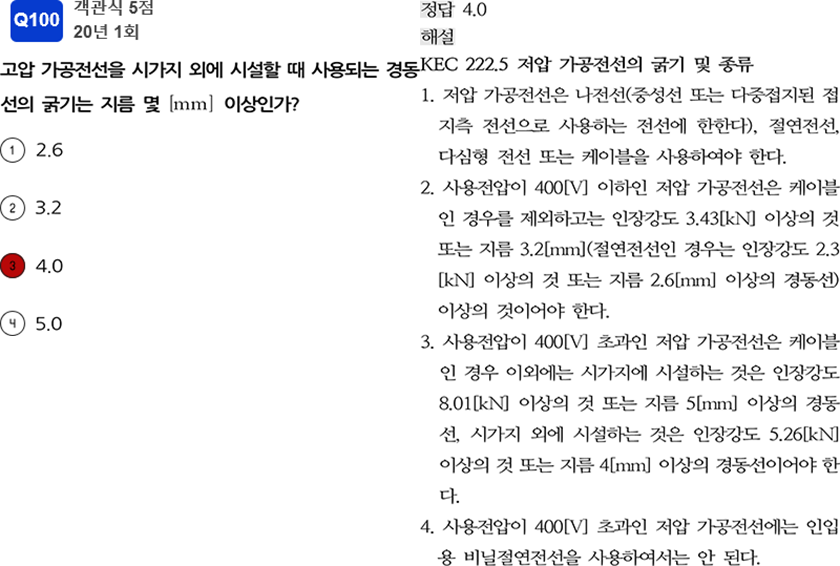 Q100
객관식 5점
20년 1회
고압 가공전선을 시가지 외에 시설할 때 사용되는 경동
선의 굵기는 지름 몇 [mm] 이상인가?
① 2.6
② 3.2
③ 4.0
④ 5.0
정답 4.0
해설
KEC 222.5 저압 가공전선의 굵기 및 종류
1. 저압 가공전선은 나전선(중성선 또는 다중접지된 접
지측 전선으로 사용하는 전선에 한한다), 절연전선,
다심형 전선 또는 케이블을 사용하여야 한다.
2. 사용전압이 400[V] 이하인 저압 가공전선은 케이블
인 경우를 제외하고는 인장강도 3.43[kN] 이상의 것
또는 지름 3.2[mm](절연전선인 경우는 인장강도 2.3
[kN] 이상의 것 또는 지름 2.6[mm] 이상의 경동선)
이상의 것이어야 한다.
3. 사용전압이 400[V] 초과인 저압 가공전선은 케이블
인 경우 이외에는 시가지에 시설하는 것은 인장강도
8.01[kN] 이상의 것 또는 지름 5[mm] 이상의 경동
선, 시가지 외에 시설하는 것은 인장강도 5.26[kN]
이상의 것 또는 지름 4[mm] 이상의 경동선이어야 한
다.
4. 사용전압이 400[V] 초과인 저압 가공전선에는 인입
용 비닐절연전선을 사용하여서는 안 된다.